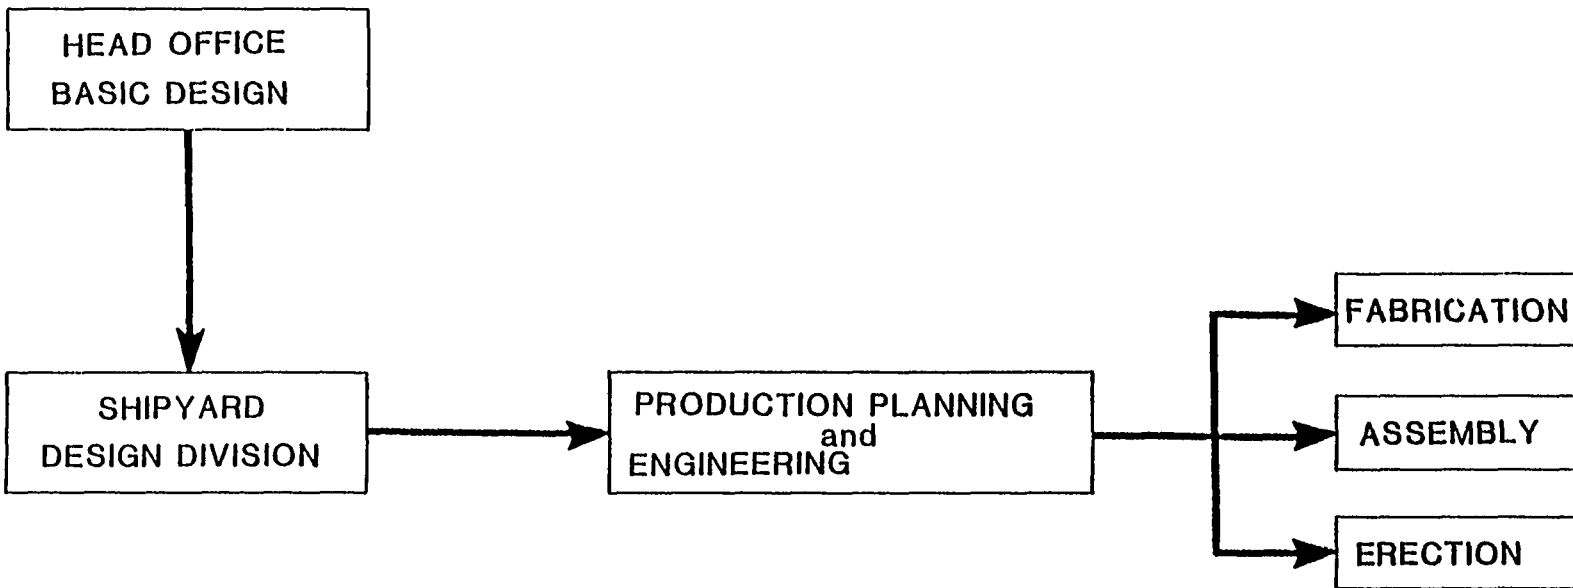 HEAD OFFICE
BASIC DESIGN
SHIPYARD
DESIGN DIVISION
PRODUCTION PLANNING
and
ENGINEERING
FABRICATION
ASSEMBLY
ERECTION